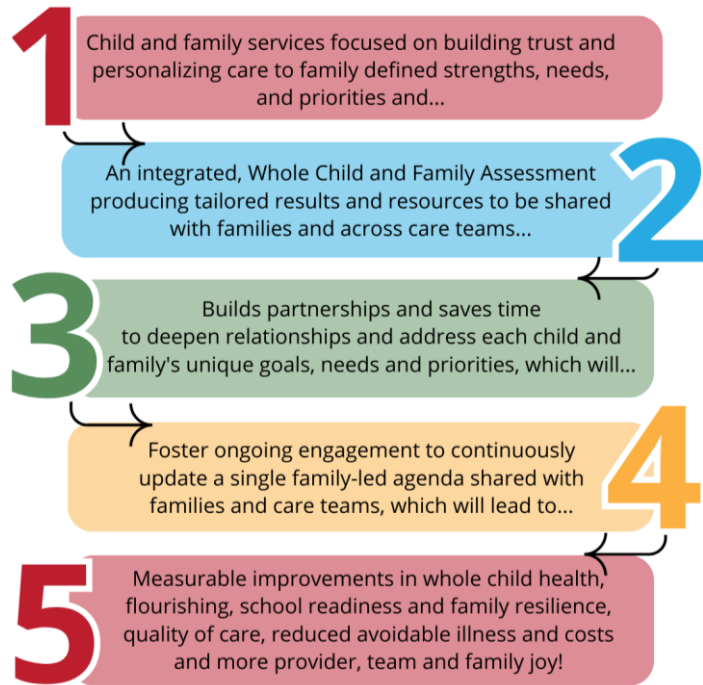 1
Child and family services focused on building trust and
personalizing care to family defined strengths, needs,
and priorities and...
2
An integrated, Whole Child and Family Assessment
producing tailored results and resources to be shared
with families and across care teams...
3
Builds partnerships and saves time
to deepen relationships and address each child and
family's unique goals, needs and priorities, which will...
4
Foster ongoing engagement to continuously
update a single family-led agenda shared with
families and care teams, which will lead to...
5
Measurable improvements in whole child health,
flourishing, school readiness and family resilience,
quality of care, reduced avoidable illness and costs
and more provider, team and family joy!